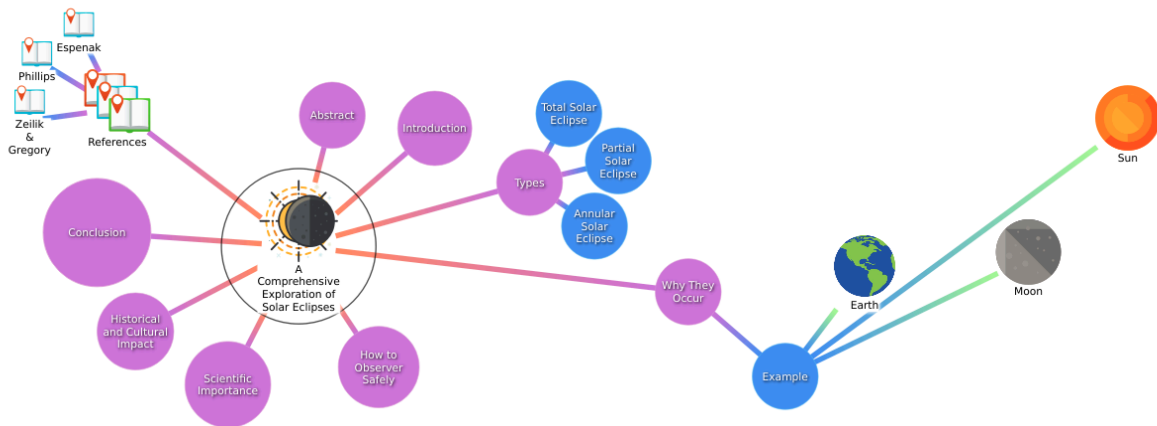 Espenak
Phillips
Zeilik
&
Gregory
References
Abstract
Introduction
Total Solar
Eclipse
Partial
Solar
Eclipse
Types
Annular
Solar
Eclipse
Sun
Conclusion
A
Comprehensive
Exploration of
Solar Eclipses
Why They
Occur
Earth
Moon
Historical
and Cultural
Impact
Scientific
Importance
How to
Observer
Safely
Example